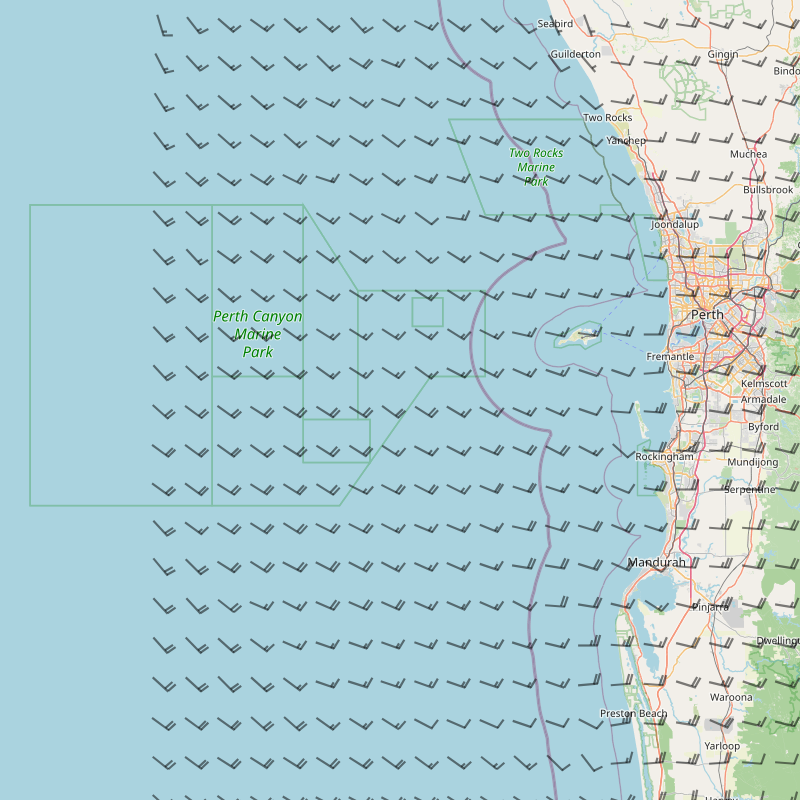 Seabird
Guilderton
Gingin
Bindo
Two Rocks
Yanchep
Two Rocks
Marine
Park
Muchea
Bullsbrook
Joondalup
Perth Canyon
Marine
Park
Perth
Fremantle
Kelmscott
Armadale
Byford
Rockingham
Mundijong
Serpentine
Mandurah
Pinjarra
Dwelling
Waroona
Preston Beach
Yarloop